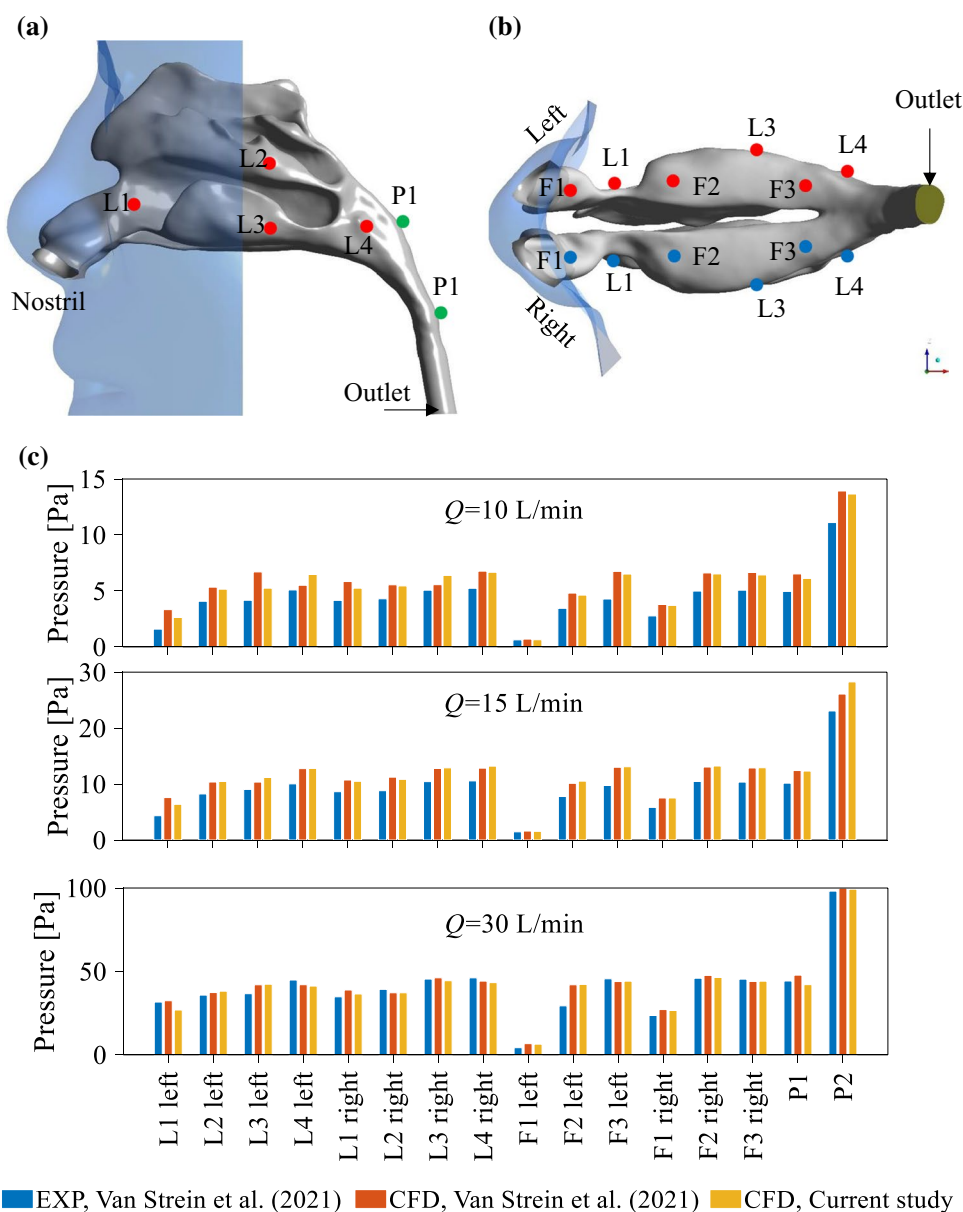 (a)
L2
L1
L3
L4
P1
P1
Nostril
Outlet
(b)
Outlet
Left
L3
L1
L4
F1
F2
F3
F1
F2
F3
L1
L4
L3
Right
(c)
Pressure [Pa]
15
10
5
0
Q=10 L/min
Pressure [Pa]
30
20
10
0
Q=15 L/min
Pressure [Pa]
100
50
0
Q=30 L/min
L1 left
L2 left
L3 left
L4 left
L1 right
L2 right
L3 right
L4 right
F1 left
F2 left
F3 left
F1 right
F2 right
F3 right
P1
P2
EXP, Van Strein et al. (2021)
CFD, Van Strein et al. (2021)
CFD, Current study